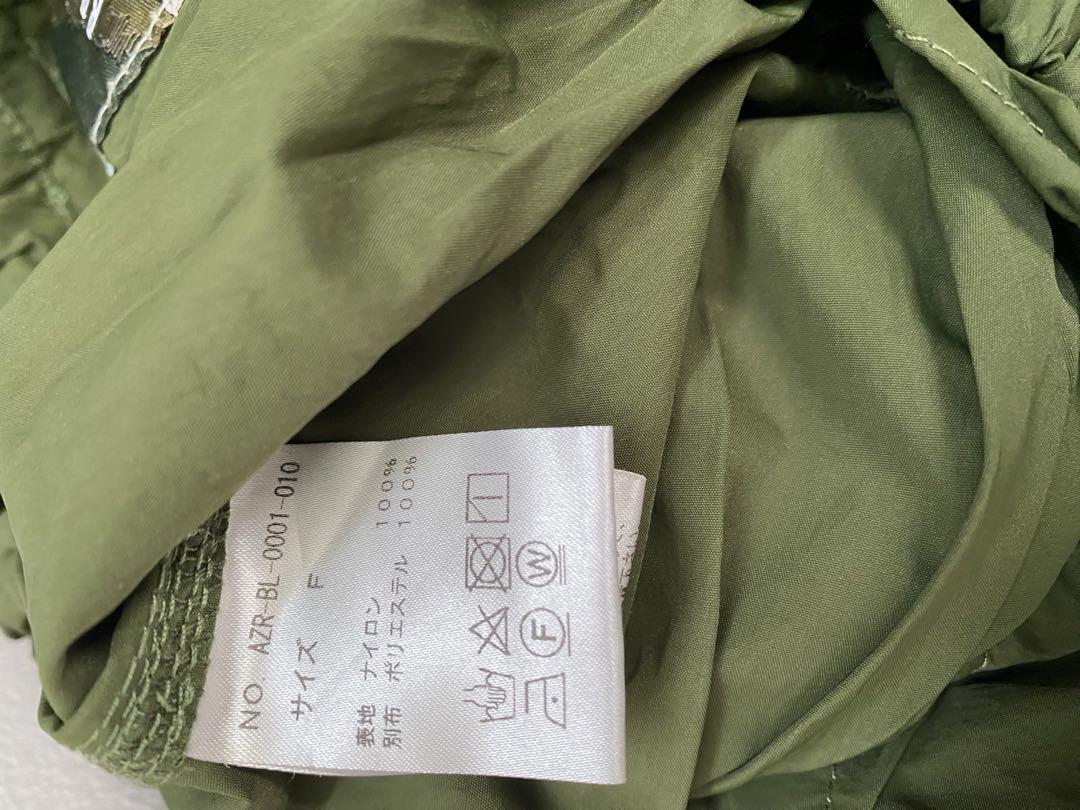 NO. AZR-BL-0001-010
サイズ F
表地 ナイロン 100%
別布 ポリエステル 100%
F W